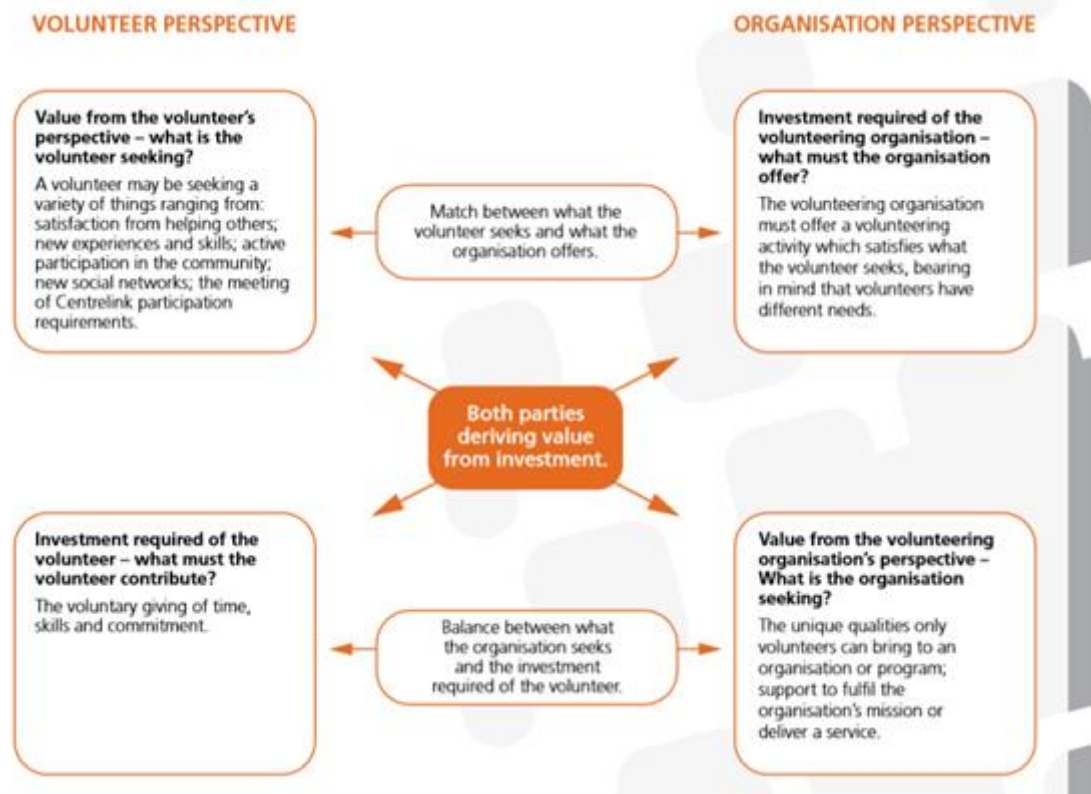 VOLUNTEER PERSPECTIVE
ORGANISATION PERSPECTIVE
Value from the volunteer's
perspective – what is the
volunteer seeking?
A volunteer may be seeking a
variety of things ranging from:
satisfaction from helping others;
new experiences and skills; active
participation in the community;
new social networks; the meeting
of Centrelink participation
requirements.
Match between what the
volunteer seeks and what the
organisation offers.
Investment required of the
volunteering organisation –
what must the organisation
offer?
The volunteering organisation
must offer a volunteering
activity which satisfies what
the volunteer seeks, bearing
in mind that volunteers have
different needs.
Both parties
deriving value
from investment.
Investment required of the
volunteer – what must the
volunteer contribute?
The voluntary giving of time,
skills and commitment.
Balance between what
the organisation seeks
and the investment
required of the volunteer.
Value from the volunteering
organisation's perspective –
What is the organisation
seeking?
The unique qualities only
volunteers can bring to an
organisation or program;
support to fulfil the
organisation's mission or
deliver a service.